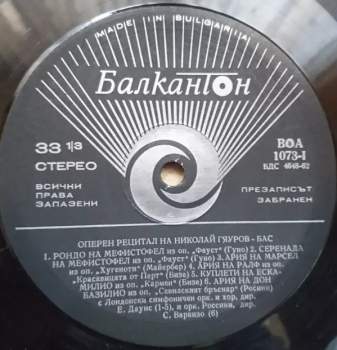 MADE IN BULGARIA
Балкантон
33 1/3
СТЕРЕО
ВОА
1073-I
БДС 4648-62
ВСИЧКИ
ПРАВА
ЗАПАЗЕНИ
ПРЕЗАПИСЪТ
ЗАБРАНЕН
ОПЕРЕН РЕЦИТАЛ НА НИКОЛАЙ ГЯУРОВ - БАС
1. РОНДО НА МЕФИСТОФЕЛ из оп. „Фауст" (Гуно) 2. СЕРЕНАДА
НА МЕФИСТОФЕЛ из оп. „Фауст" (Гуно) 3. АРИЯ НА МАРСЕЛ
из оп. „Хугеноти" (Майербер) 4. АРИЯ НА РАЛФ из оп.
„Красавицата от Перт" (Бизе) 5. КУПЛЕТИ НА ЕСКА-
МИЛИО из оп. „Кармен" (Бизе) 6. АРИЯ НА ДОН
БАЗИЛИО из оп. „Севилският бръснар" (Росини)
с Лондонски симфоничен орк. и хор, дир.
Е. Даунс (1-5), и орк. Россини, дир.
С. Варвизо (6)